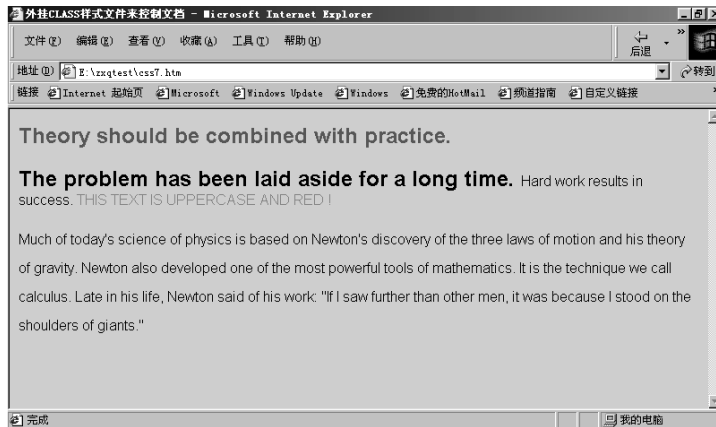 外挂CLASS样式文件来控制文档 - Microsoft Internet Explorer
文件(F) 编辑(E) 查看(V) 收藏(A) 工具(T) 帮助(H) 后退 »
地址(D) E:\zxqtest\css7.htm 转到
链接 Internet 起始页 Microsoft Windows Update Windows 免费的HotMail 频道指南 自定义链接 »
Theory should be combined with practice.
The problem has been laid aside for a long time. Hard work results in
success. THIS TEXT IS UPPERCASE AND RED !
Much of today's science of physics is based on Newton's discovery of the three laws of motion and his theory
of gravity. Newton also developed one of the most powerful tools of mathematics. It is the technique we call
calculus. Late in his life, Newton said of his work: "If I saw further than other men, it was because I stood on the
shoulders of giants."
完成 我的电脑